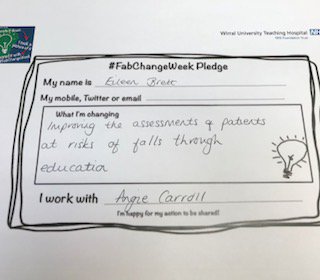 Wirral University Teaching Hospital NHS
NHS Foundation Trust
#FabChangeWeek Pledge
My name is Eileen Brett
My mobile, Twitter or email
What I'm changing
Improving the assessments of patients
at risks of falls through
education
I work with Angie Carroll
I'm happy for my action to be shared!